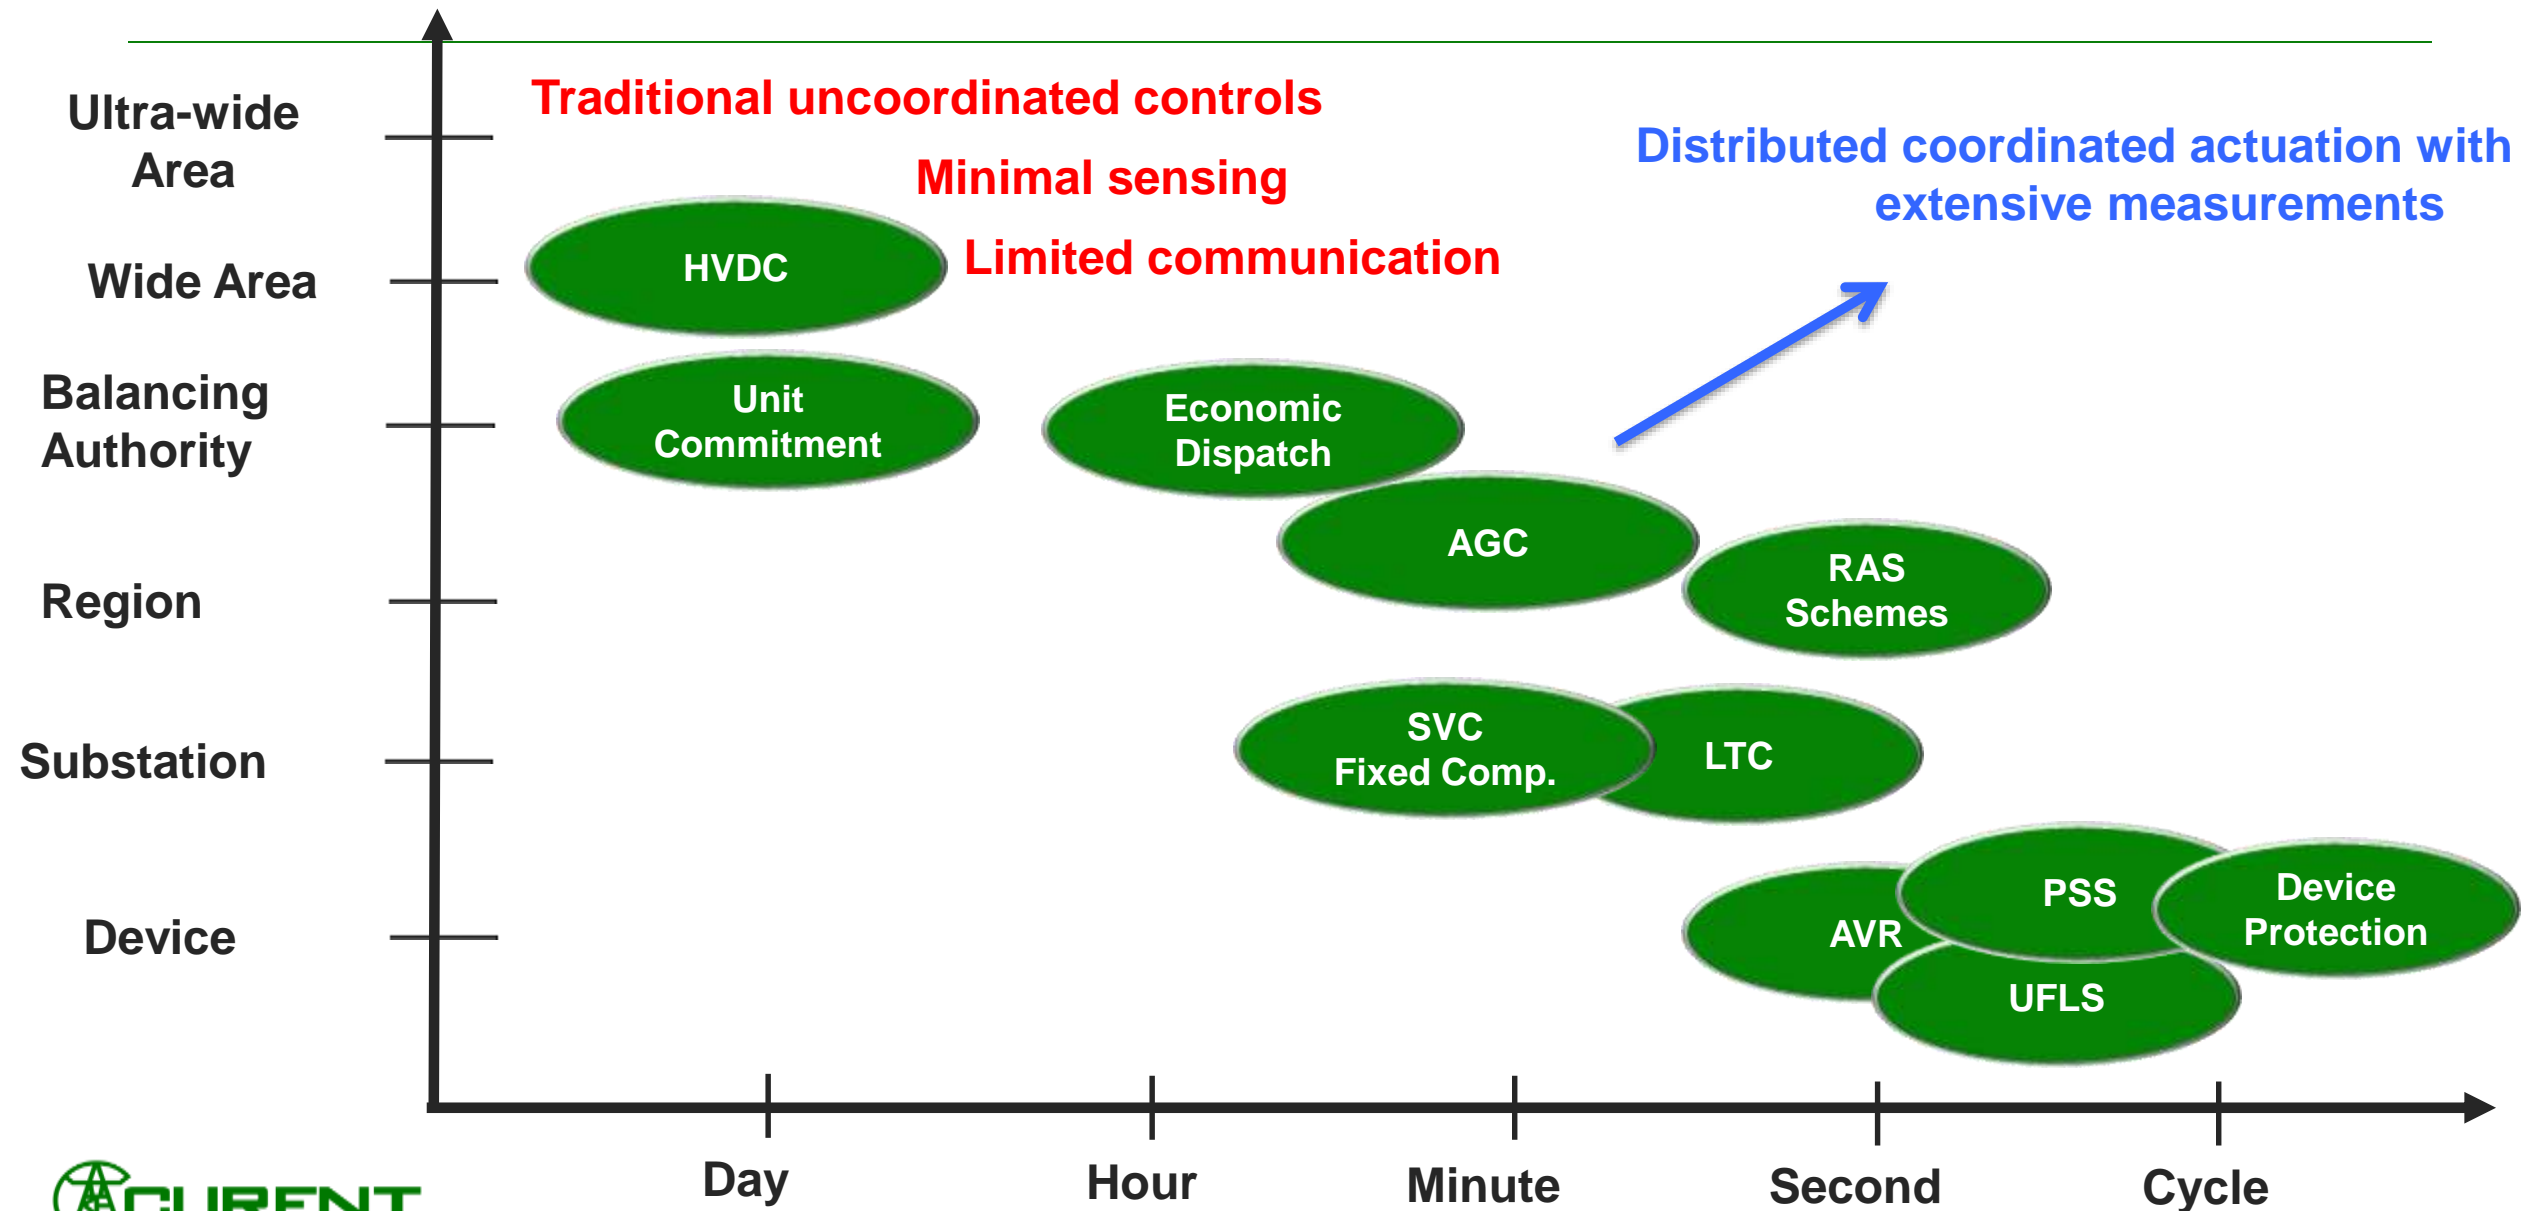 Traditional uncoordinated controls
Minimal sensing
Limited communication
Distributed coordinated actuation with
extensive measurements
Ultra-wide
Area
Wide Area
Balancing
Authority
Region
Substation
Device
HVDC
Unit
Commitment
Economic
Dispatch
AGC
RAS
Schemes
SVC
Fixed Comp.
LTC
AVR
PSS
UFLS
Device
Protection
Day
Hour
Minute
Second
Cycle
CURENT